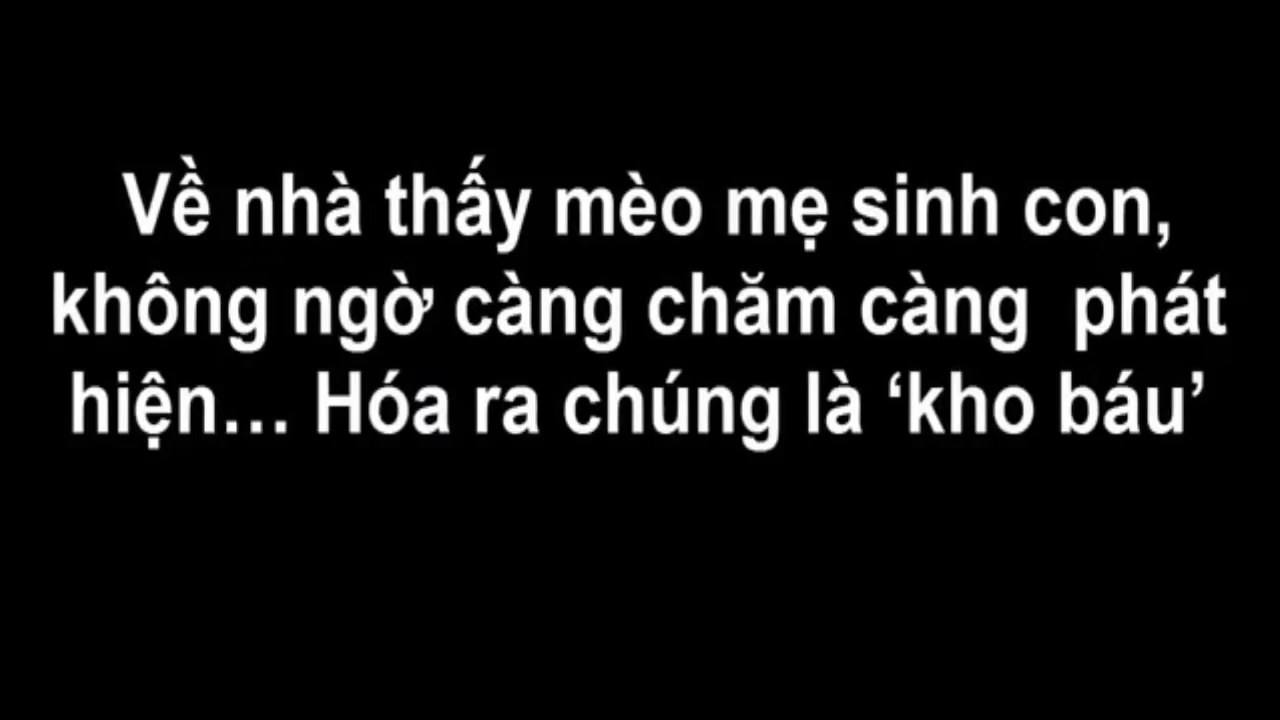 Về nhà thấy mèo mẹ sinh con,
không ngờ càng chăm càng  phát
hiện… Hóa ra chúng là ‘kho báu’